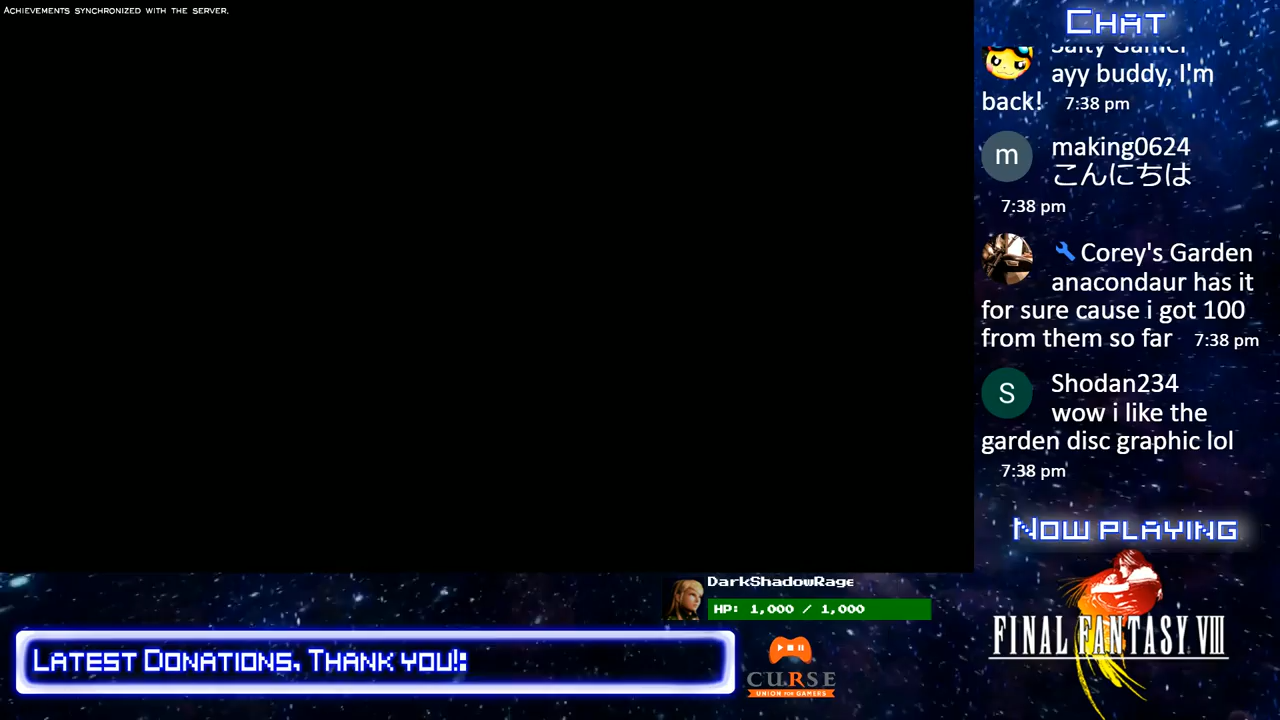 Achievements synchronized with the server.
Chat
Salty Gamer
ayy buddy, I'm
back! 7:38 pm
m
making0624
こんにちは
7:38 pm
Corey's Garden
anacondaur has it
for sure cause i got 100
from them so far 7:38 pm
S
Shodan234
wow i like the
garden disc graphic lol
7:38 pm
Now playing
FINAL FANTASY VIII
DarkShadowRage
HP: 1,000 / 1,000
Latest Donations, Thank you!:
CURSE
UNION FOR GAMERS